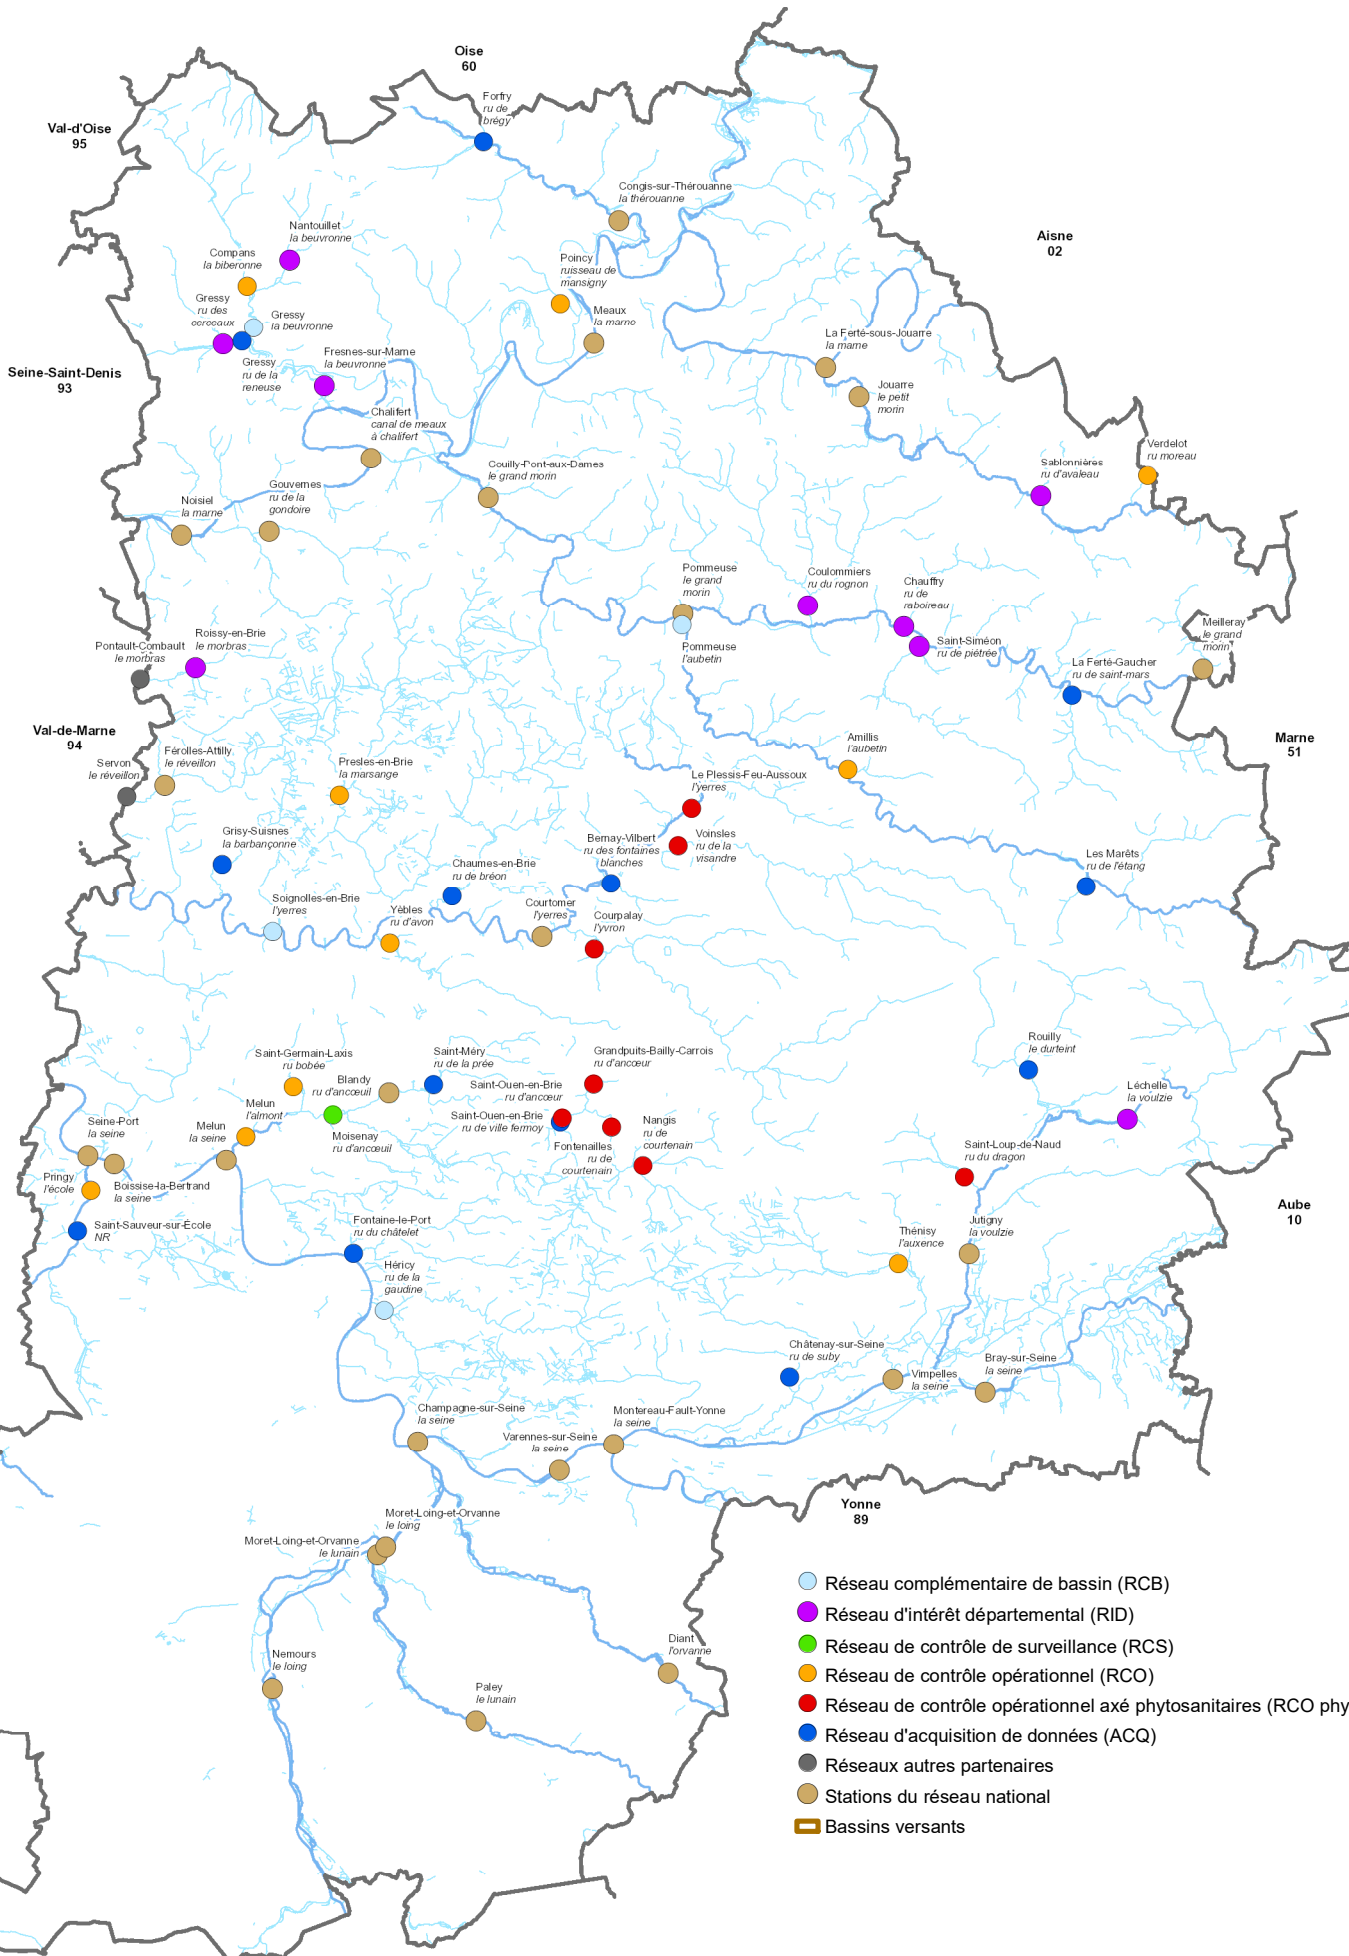 Oise
60
Forfry
ru de
brégy
Val-d'Oise
95
Congis-sur-Thérouanne
la thérouanne
Nantouillet
la beuvronne
Aisne
02
Compans
la biberonne
Poincy
ruisseau de
mansigny
Gressy
ru des
cerceaux
Gressy
la beuvronne
Meaux
la marne
La Ferté-sous-Jouarre
la marne
Fresnes-sur-Marne
la beuvronne
Gressy
ru de la
reneuse
Seine-Saint-Denis
93
Jouarre
le petit
morin
Chalifert
canal de meaux
à chalifert
Verdelot
ru moreau
Sablonnières
ru d'avaleau
Couilly-Pont-aux-Dames
le grand morin
Gouvernes
ru de la
gondoire
Noisiel
la marne
Pommeuse
le grand
morin
Coulommiers
ru du rognon
Chauffry
ru de
raboireau
Meilleray
le grand
morin
Roissy-en-Brie
le morbras
Pontault-Combault
le morbras
Pommeuse
l'aubetin
Saint-Siméon
ru de piétrée
La Ferté-Gaucher
ru de saint-mars
Val-de-Marne
94
Marne
51
Amillis
l'aubetin
Férolles-Attilly
le réveillon
Servon
le réveillon
Presles-en-Brie
la marsange
Le Plessis-Feu-Aussoux
l'yerres
Grisy-Suisnes
la barbançonne
Bernay-Vilbert
ru des fontaines
blanches
Voinsles
ru de la
visandre
Les Marêts
ru de l'étang
Chaumes-en-Brie
ru de bréon
Soignolles-en-Brie
l'yerres
Yèbles
ru d'avon
Courtomer
l'yerres
Courpalay
l'yvron
Rouilly
le durteint
Saint-Germain-Laxis
ru bobée
Saint-Méry
ru de la prée
Grandpuits-Bailly-Carrois
ru d'ancœur
Blandy
ru d'ancœuil
Saint-Ouen-en-Brie
ru d'ancœur
Léchelle
la voulzie
Melun
l'almont
Saint-Ouen-en-Brie
ru de ville fermoy
Nangis
ru de
courtenain
Seine-Port
la seine
Melun
la seine
Moisenay
ru d'ancœuil
Fontenailles
ru de
courtenain
Saint-Loup-de-Naud
ru du dragon
Pringy
l'école
Boissise-la-Bertrand
la seine
Aube
10
Saint-Sauveur-sur-École
NR
Fontaine-le-Port
ru du châtelet
Jutigny
la voulzie
Thénisy
l'auxence
Héricy
ru de la
gaudine
Châtenay-sur-Seine
ru de suby
Bray-sur-Seine
la seine
Vimpelles
la seine
Champagne-sur-Seine
la seine
Montereau-Fault-Yonne
la seine
Varennes-sur-Seine
la seine
Yonne
89
Moret-Loing-et-Orvanne
le loing
Moret-Loing-et-Orvanne
le lunain
Diant
l'orvanne
Nemours
le loing
Paley
le lunain
Réseau complémentaire de bassin (RCB)
Réseau d'intérêt départemental (RID)
Réseau de contrôle de surveillance (RCS)
Réseau de contrôle opérationnel (RCO)
Réseau de contrôle opérationnel axé phytosanitaires (RCO phy
Réseau d'acquisition de données (ACQ)
Réseaux autres partenaires
Stations du réseau national
Bassins versants